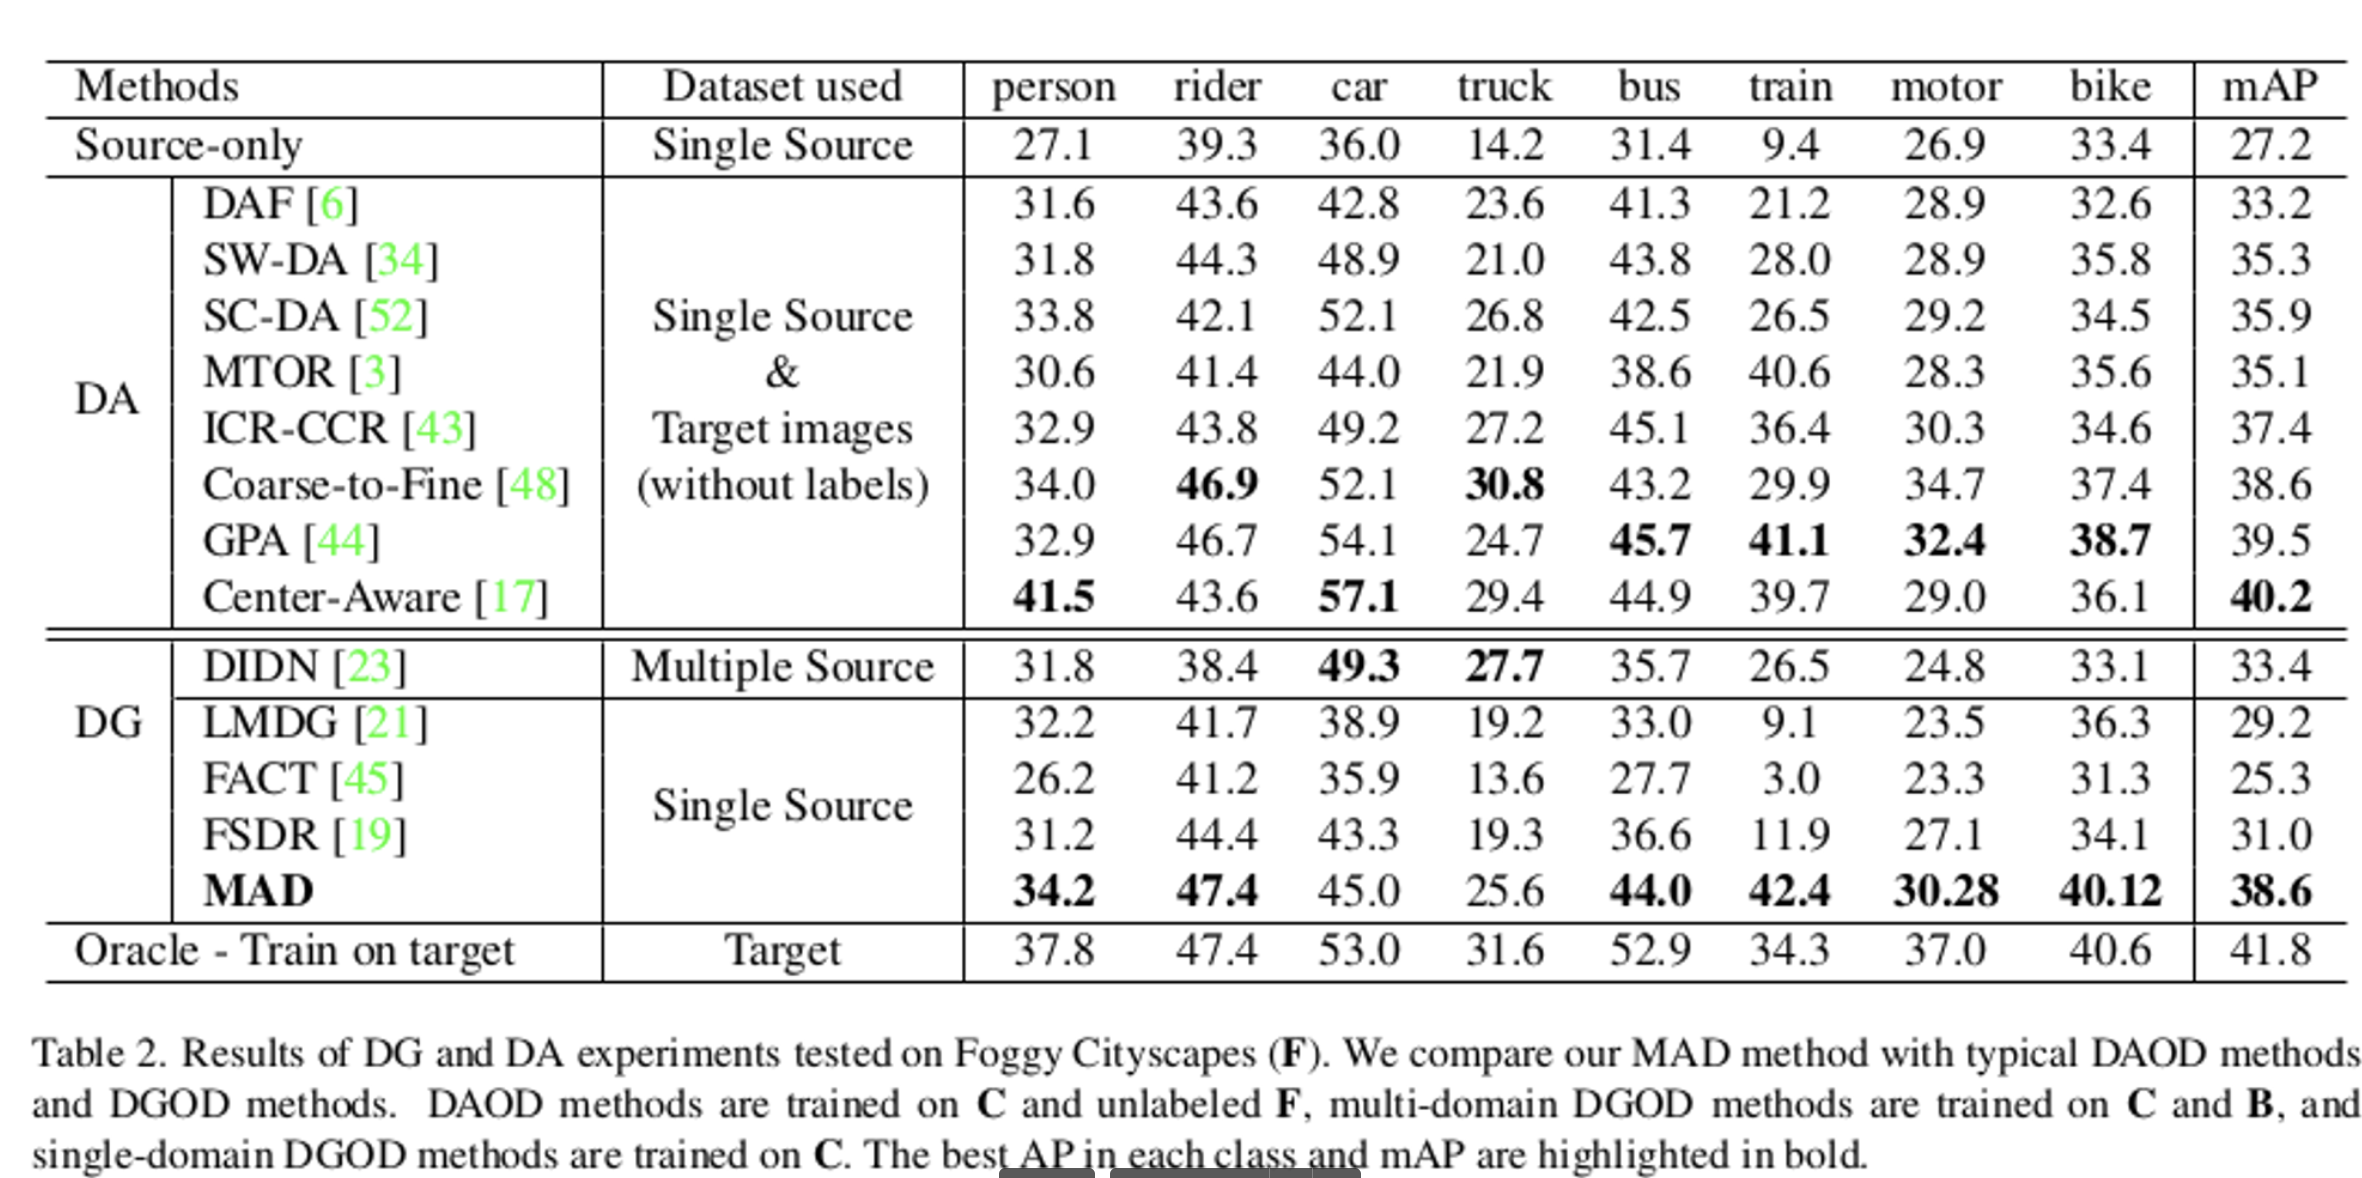 Methods Dataset used person rider car truck bus train motor bike mAP
Source-only Single Source 27.1 39.3 36.0 14.2 31.4 9.4 26.9 33.4 27.2
DAF [6] 31.6 43.6 42.8 23.6 41.3 21.2 28.9 32.6 33.2
SW-DA [34] 31.8 44.3 48.9 21.0 43.8 28.0 28.9 35.8 35.3
SC-DA [52] Single Source 33.8 42.1 52.1 26.8 42.5 26.5 29.2 34.5 35.9
MTOR [3] & 30.6 41.4 44.0 21.9 38.6 40.6 28.3 35.6 35.1
DA
ICR-CCR [43] Target images 32.9 43.8 49.2 27.2 45.1 36.4 30.3 34.6 37.4
Coarse-to-Fine [48] (without labels) 34.0 46.9 52.1 30.8 43.2 29.9 34.7 37.4 38.6
GPA [44] 32.9 46.7 54.1 24.7 45.7 41.1 32.4 38.7 39.5
Center-Aware [17] 41.5 43.6 57.1 29.4 44.9 39.7 29.0 36.1 40.2
DIDN [23] Multiple Source 31.8 38.4 49.3 27.7 35.7 26.5 24.8 33.1 33.4
DG LMDG [21] 32.2 41.7 38.9 19.2 33.0 9.1 23.5 36.3 29.2
FACT [45] 26.2 41.2 35.9 13.6 27.7 3.0 23.3 31.3 25.3
Single Source
FSDR [19] 31.2 44.4 43.3 19.3 36.6 11.9 27.1 34.1 31.0
MAD 34.2 47.4 45.0 25.6 44.0 42.4 30.28 40.12 38.6
Oracle - Train on target Target 37.8 47.4 53.0 31.6 52.9 34.3 37.0 40.6 41.8
Table 2. Results of DG and DA experiments tested on Foggy Cityscapes (F). We compare our MAD method with typical DAOD methods
and DGOD methods. DAOD methods are trained on C and unlabeled F, multi-domain DGOD methods are trained on C and B, and
single-domain DGOD methods are trained on C. The best AP in each class and mAP are highlighted in bold.